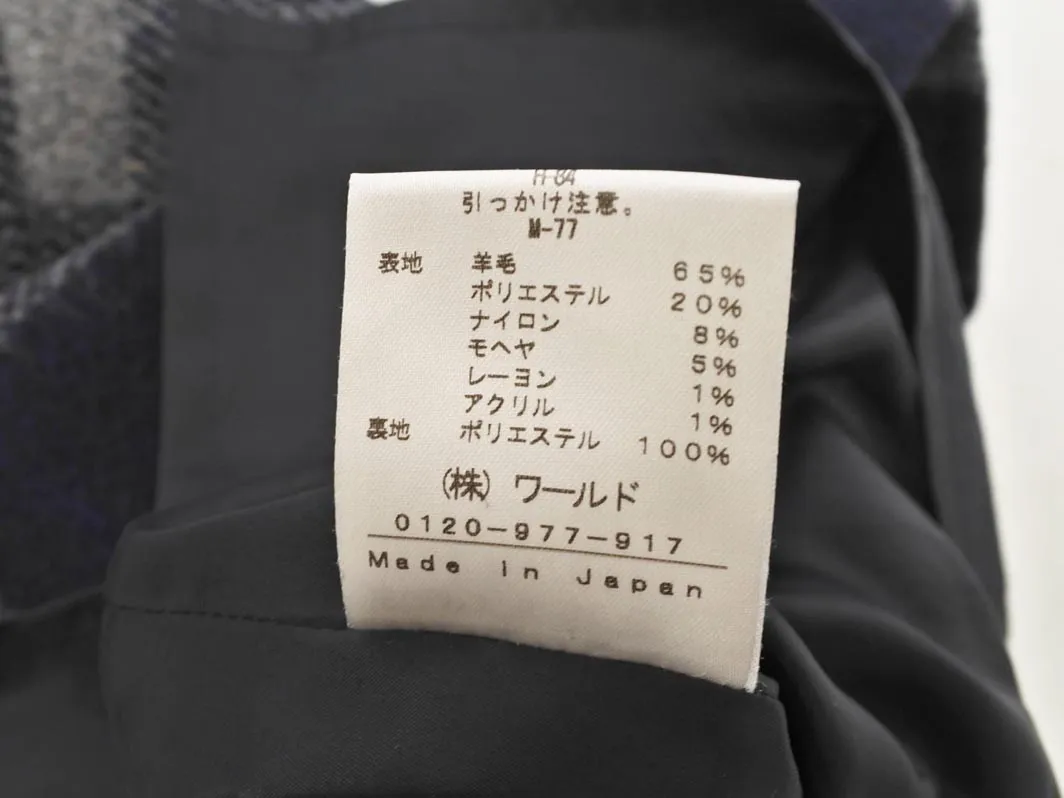 引っかけ注意。
M-77
表地 羊毛 65%
ポリエステル 20%
ナイロン 8%
モヘヤ 5%
レーヨン 1%
アクリル 1%
裏地 ポリエステル 100%
(株) ワールド
0120-977-917
Made in Japan